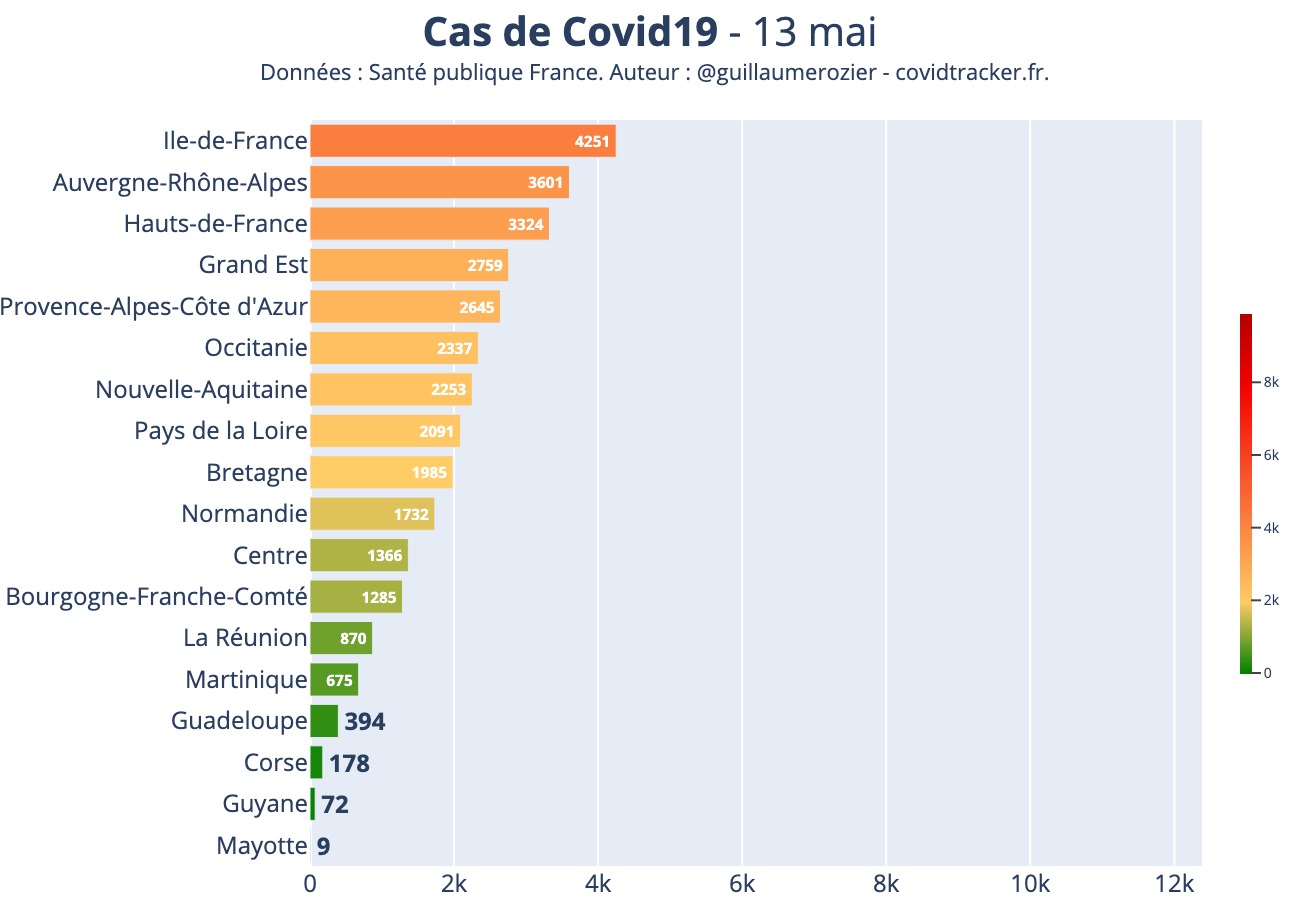 Cas de Covid19 - 13 mai
Données : Santé publique France. Auteur : @guillaumerozier - covidtracker.fr.
Ile-de-France 4251
Auvergne-Rhône-Alpes 3601
Hauts-de-France 3324
Grand Est 2759
Provence-Alpes-Côte d'Azur 2645
Occitanie 2337
Nouvelle-Aquitaine 2253
Pays de la Loire 2091
Bretagne 1985
Normandie 1732
Centre 1366
Bourgogne-Franche-Comté 1285
La Réunion 870
Martinique 675
Guadeloupe 394
Corse 178
Guyane 72
Mayotte 9
0 2k 4k 6k 8k 10k 12k
8k
6k
4k
2k
0